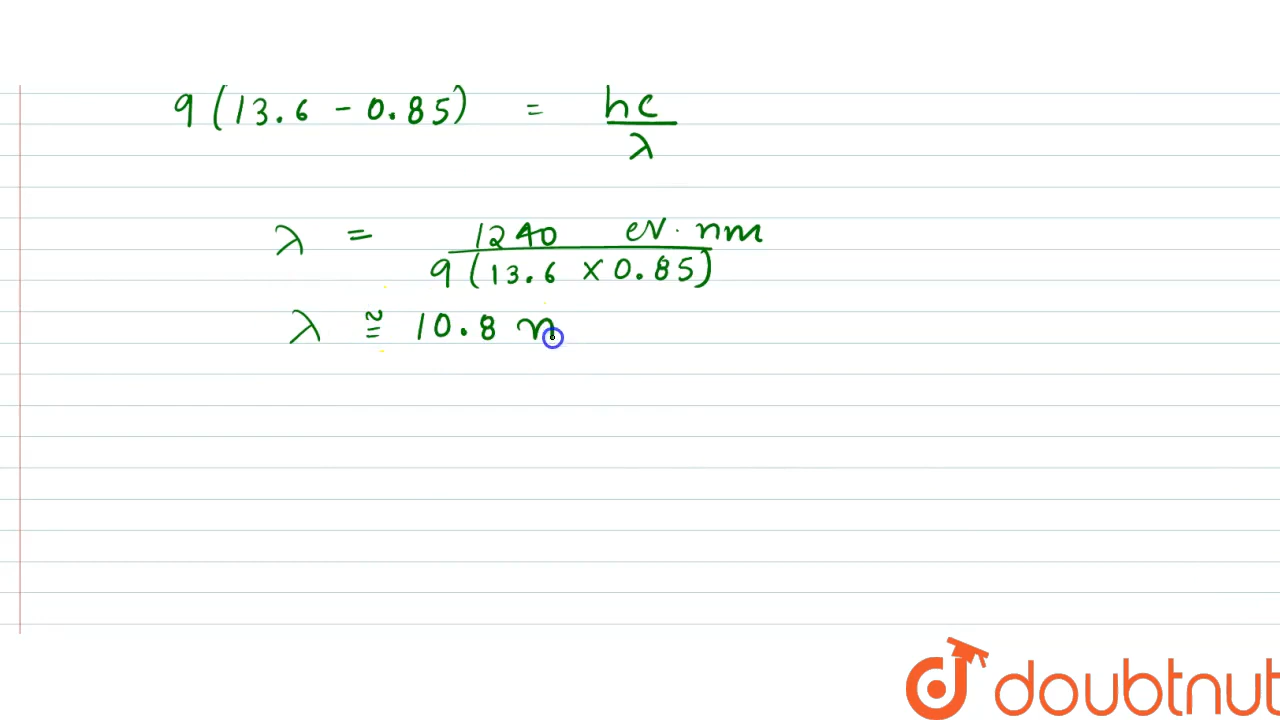 9 (13.6 - 0.85) = hc/λ
λ = 1240 eV. nm / 9 (13.6 × 0.85)
λ ≅ 10.8 n
doubtnut